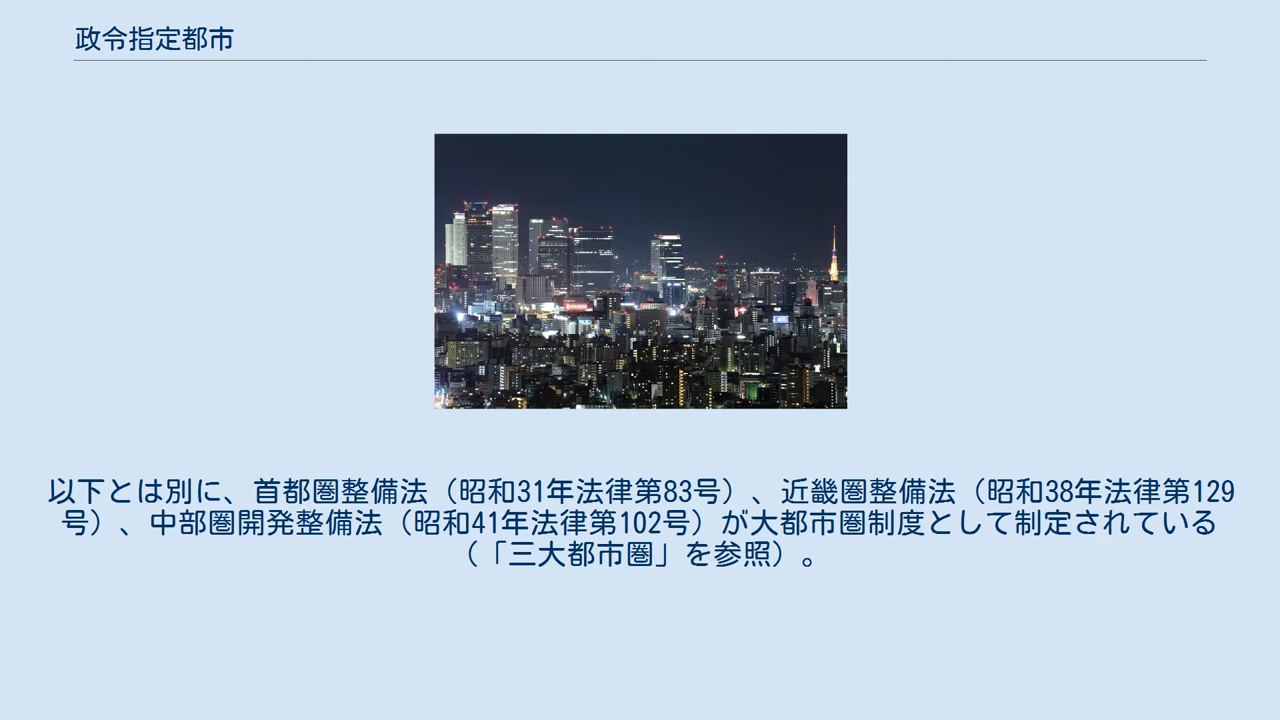 政令指定都市
以下とは別に、首都圏整備法（昭和31年法律第83号）、近畿圏整備法（昭和38年法律第129
号）、中部圏開発整備法（昭和41年法律第102号）が大都市圏制度として制定されている
（「三大都市圏」を参照）。